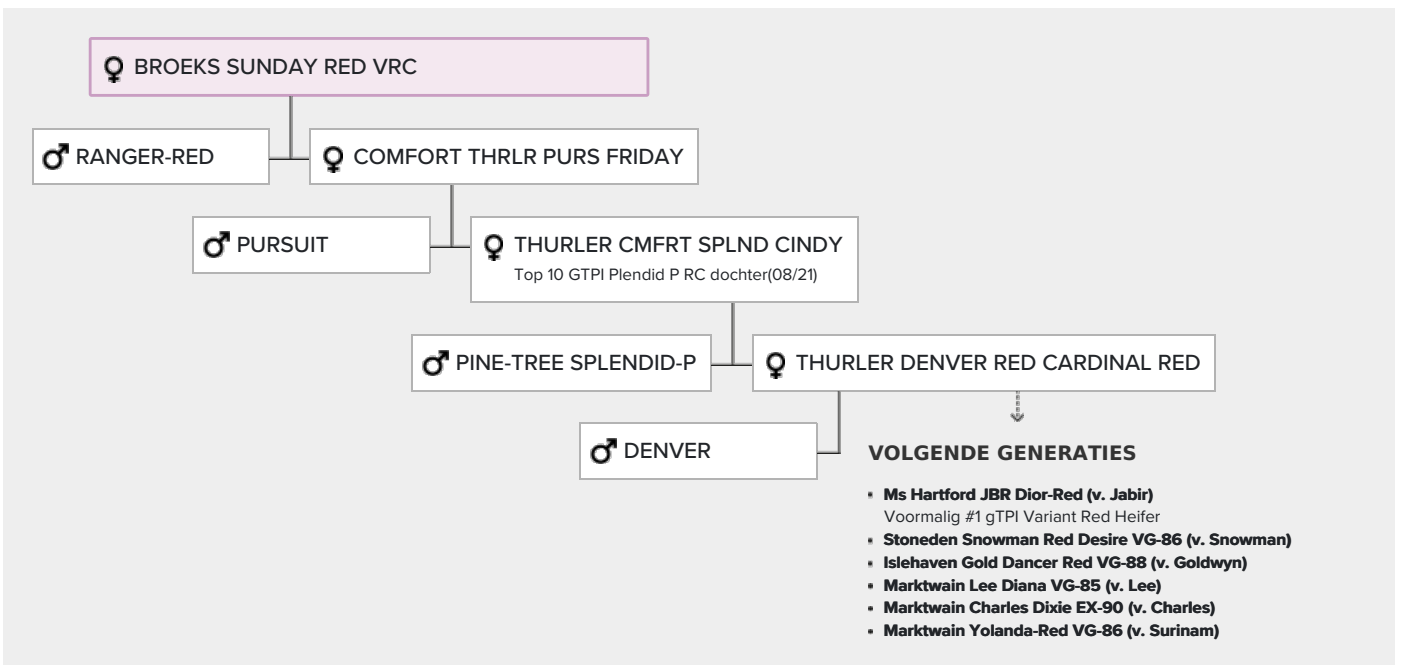 BROEKS SUNDAY RED VRC
RANGER-RED
COMFORT THRLR PURS FRIDAY
PURSUIT
THURLER CMFRT SPLND CINDY
Top 10 GTPI Plendid P RC dochter(08/21)
PINE-TREE SPLENDID-P
THURLER DENVER RED CARDINAL RED
DENVER
VOLGENDE GENERATIES
Ms Hartford JBR Dior-Red (v. Jabir)
Voormalig #1 gTPI Variant Red Heifer
Stoneden Snowman Red Desire VG-86 (v. Snowman)
Islehaven Gold Dancer Red VG-88 (v. Goldwyn)
Marktwain Lee Diana VG-85 (v. Lee)
Marktwain Charles Dixie EX-90 (v. Charles)
Marktwain Yolanda-Red VG-86 (v. Surinam)